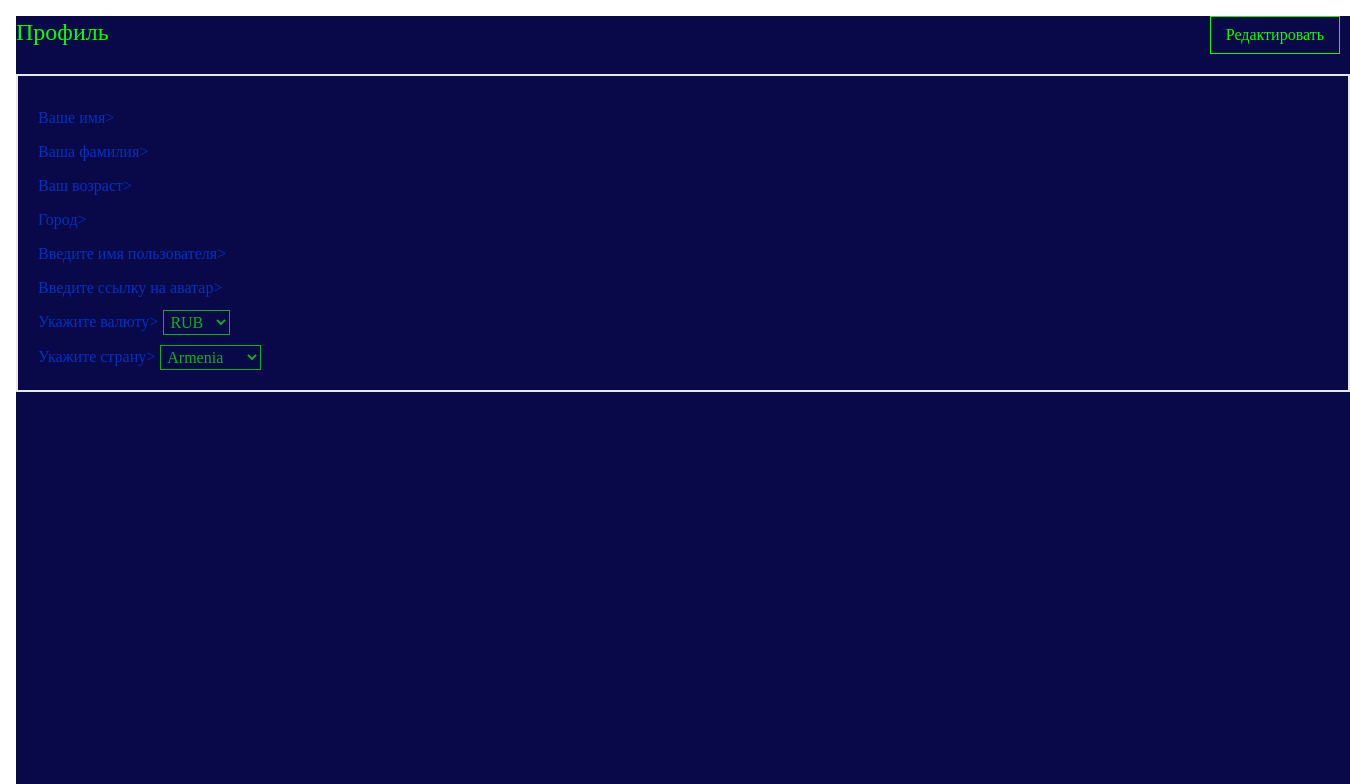 Профиль
Редактировать
Ваше имя>
Ваша фамилия>
Ваш возраст>
Город>
Введите имя пользователя>
Введите ссылку на аватар>
Укажите валюту> RUB
Укажите страну> Armenia